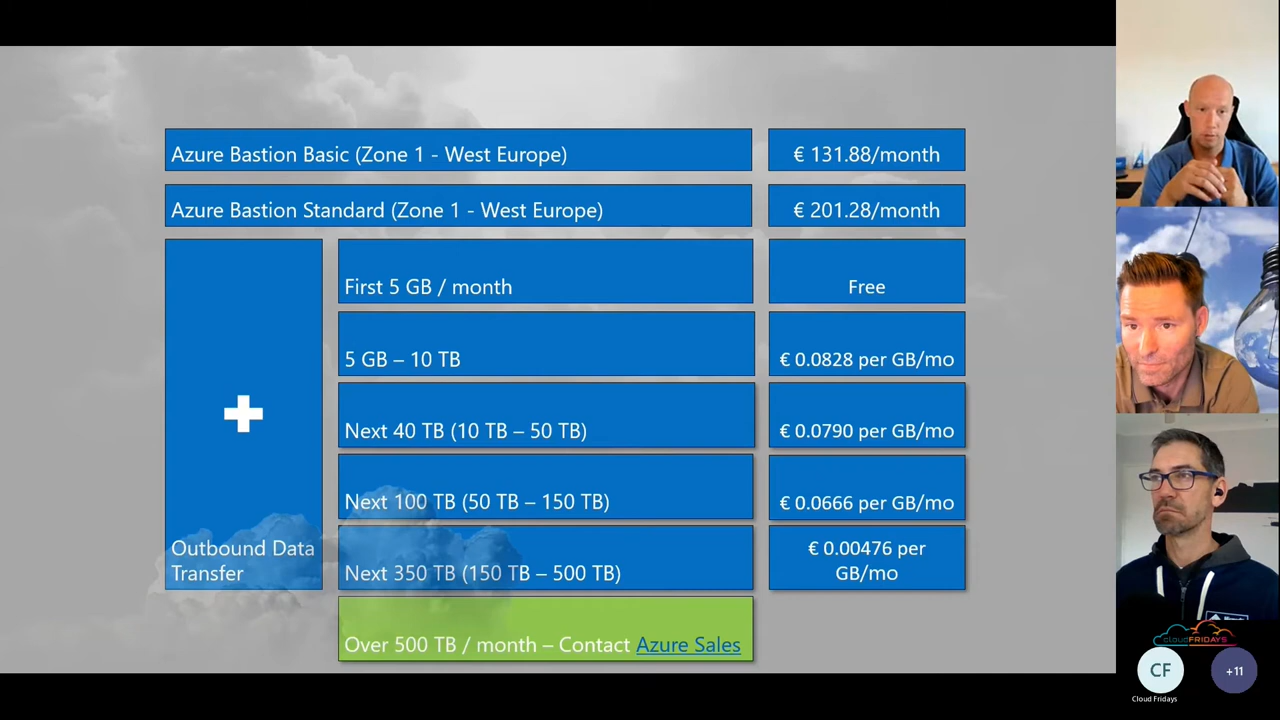 Azure Bastion Basic (Zone 1 - West Europe)
€ 131.88/month
Azure Bastion Standard (Zone 1 - West Europe)
€ 201.28/month
First 5 GB / month
Free
5 GB – 10 TB
€ 0.0828 per GB/mo
Next 40 TB (10 TB – 50 TB)
€ 0.0790 per GB/mo
Next 100 TB (50 TB – 150 TB)
€ 0.0666 per GB/mo
Outbound Data
Transfer
Next 350 TB (150 TB – 500 TB)
€ 0.00476 per
GB/mo
Over 500 TB / month – Contact Azure Sales
cloudFRIDAYS
CF
+11
Cloud Fridays